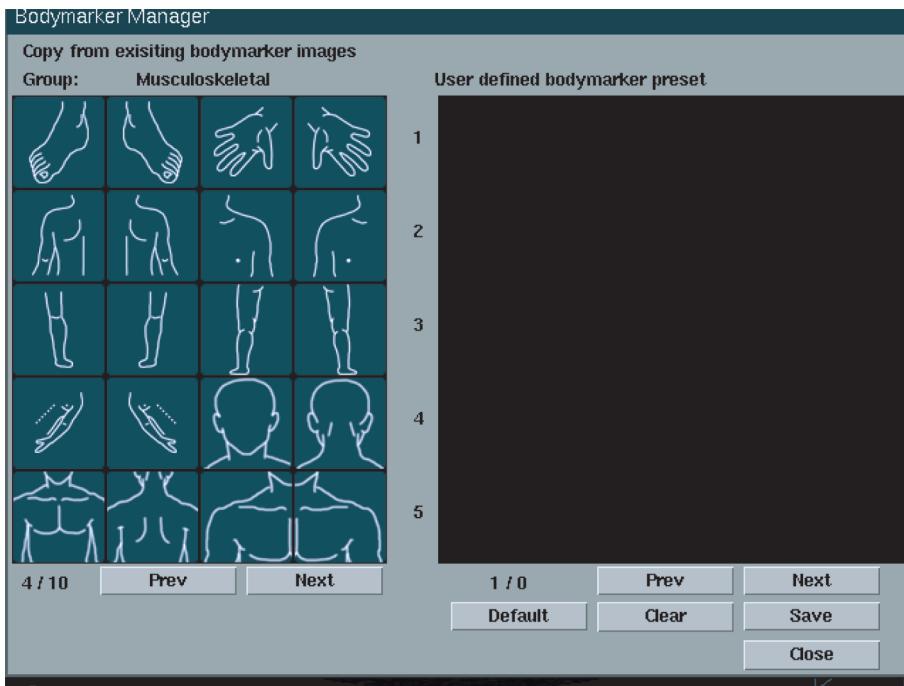 Bodymarker Manager
Copy from exisiting bodymarker images
Group: Musculoskeletal
User defined bodymarker preset
1
2
3
4
5
4 / 10 Prev Next
1 / 0 Prev Next
Default Clear Save
Close